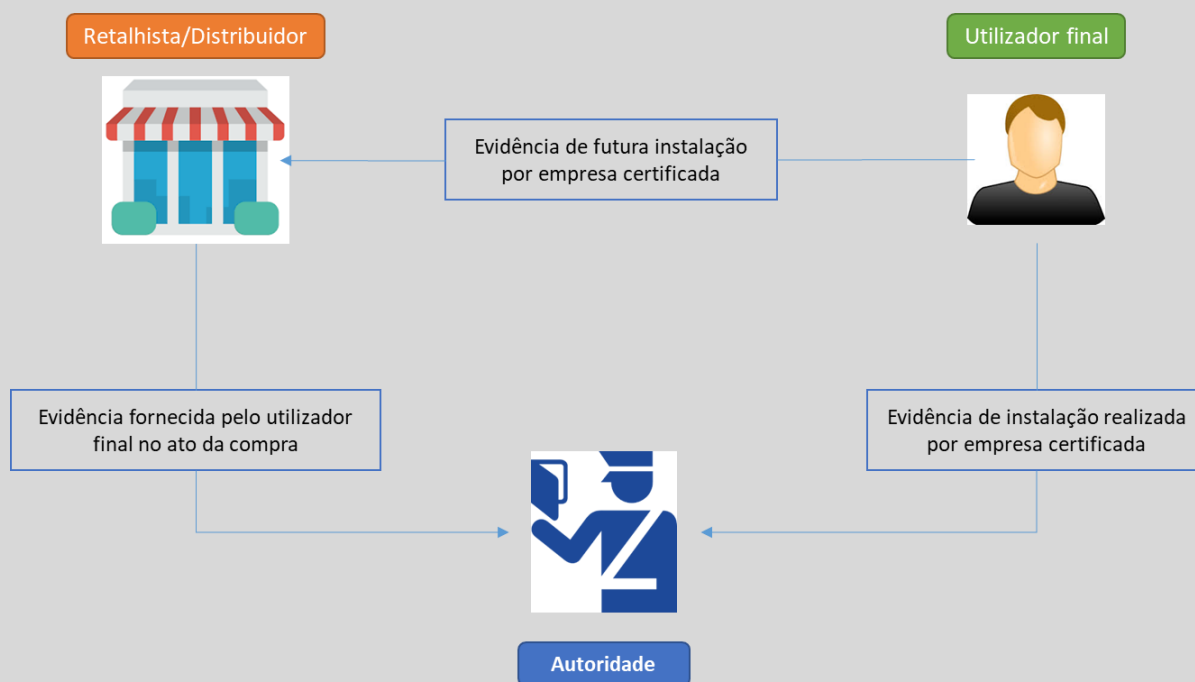 Retalhista/Distribuidor
Utilizador final
Evidência de futura instalação
por empresa certificada
Evidência fornecida pelo utilizador
final no ato da compra
Evidência de instalação realizada
por empresa certificada
Autoridade